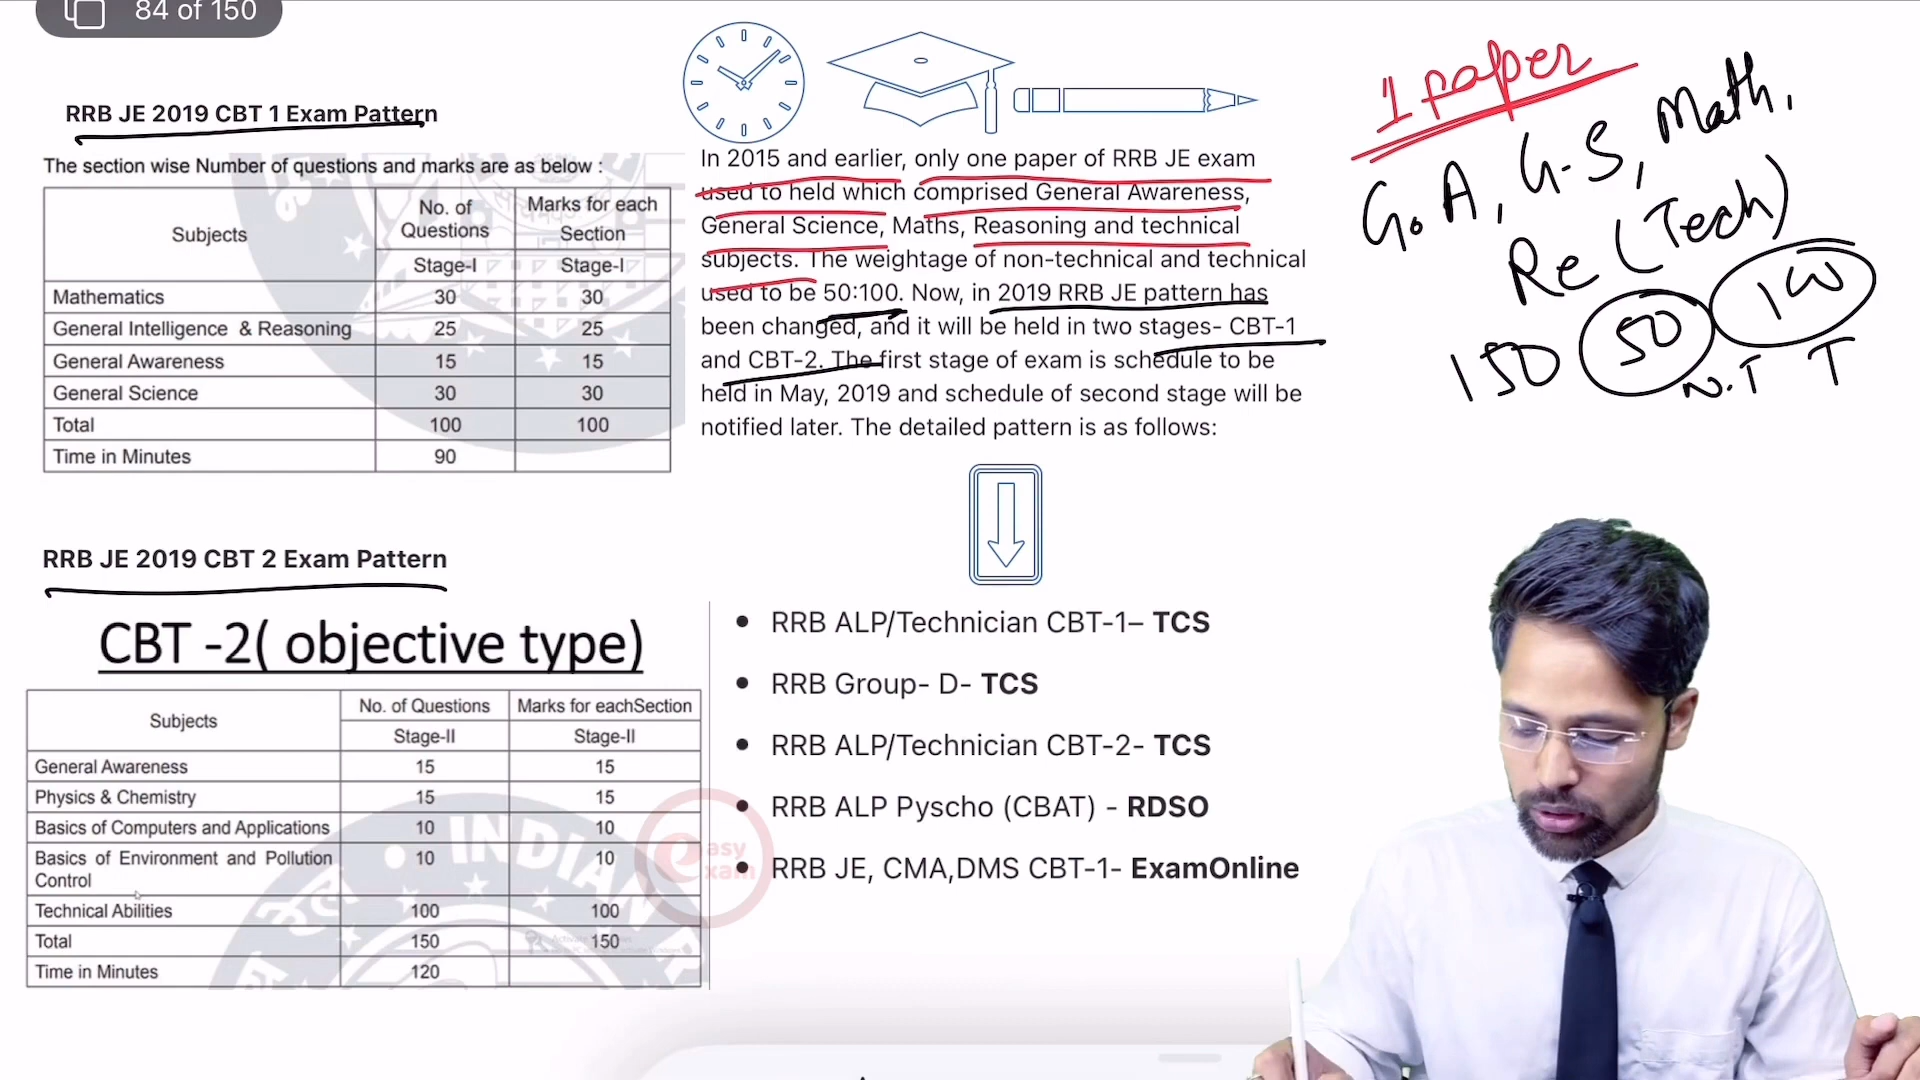 84 of 150
RRB JE 2019 CBT 1 Exam Pattern
The section wise Number of questions and marks are as below :
Subjects No. of Questions Marks for each Section
Stage-I Stage-I
Mathematics 30 30
General Intelligence & Reasoning 25 25
General Awareness 15 15
General Science 30 30
Total 100 100
Time in Minutes 90
In 2015 and earlier, only one paper of RRB JE exam
used to held which comprised General Awareness,
General Science, Maths, Reasoning and technical
subjects. The weightage of non-technical and technical
used to be 50:100. Now, in 2019 RRB JE pattern has
been changed, and it will be held in two stages- CBT-1
and CBT-2. The first stage of exam is schedule to be
held in May, 2019 and schedule of second stage will be
notified later. The detailed pattern is as follows:
1 paper
G.A, G-S, Math,
Re (Tech)
150 50 100
N.T T
RRB JE 2019 CBT 2 Exam Pattern
CBT -2( objective type)
Subjects No. of Questions Marks for eachSection
Stage-II Stage-II
General Awareness 15 15
Physics & Chemistry 15 15
Basics of Computers and Applications 10 10
Basics of Environment and Pollution 10 10
Control
Technical Abilities 100 100
Total 150 150
Time in Minutes 120
INDIAN
easy
exam
• RRB ALP/Technician CBT-1– TCS
• RRB Group- D- TCS
• RRB ALP/Technician CBT-2- TCS
• RRB ALP Pyscho (CBAT) - RDSO
• RRB JE, CMA,DMS CBT-1- ExamOnline